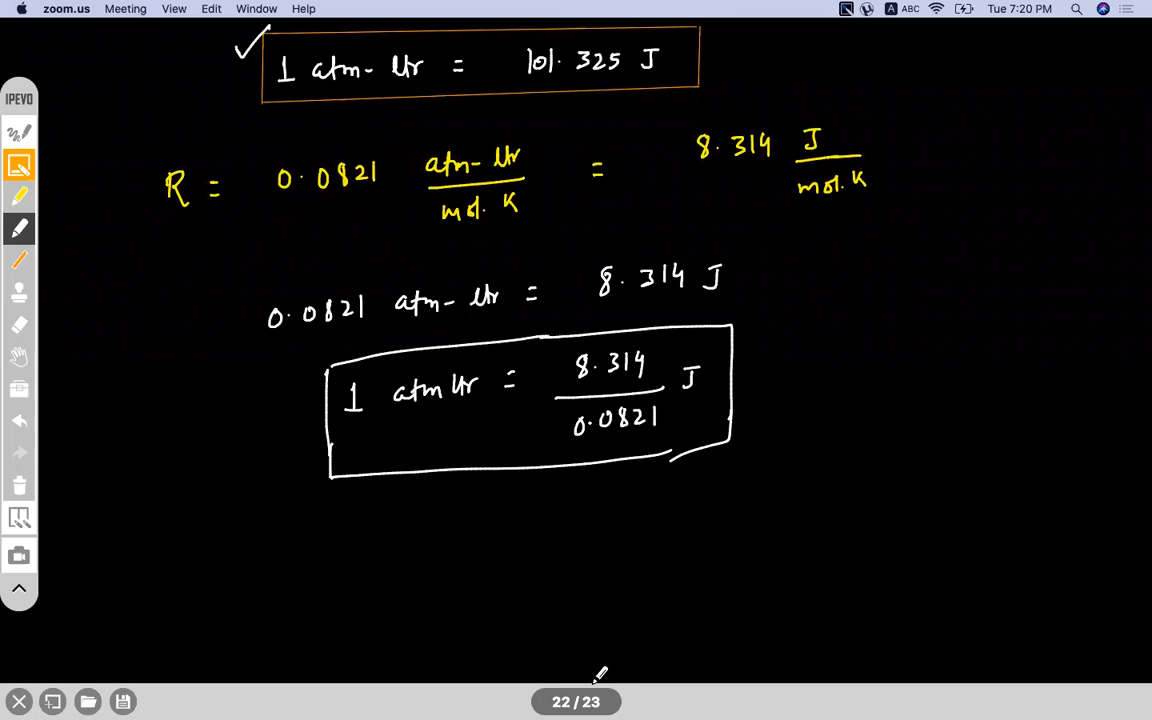 zoom.us Meeting View Edit Window Help ABC Tue 7:20 PM
1 atm- ltr = 101.325 J
IPEVO
R = 0.0821 atm- ltr / mol. K = 8.314 J / mol. K
0.0821 atm- ltr = 8.314 J
1 atm ltr = 8.314 / 0.0821 J
22 / 23